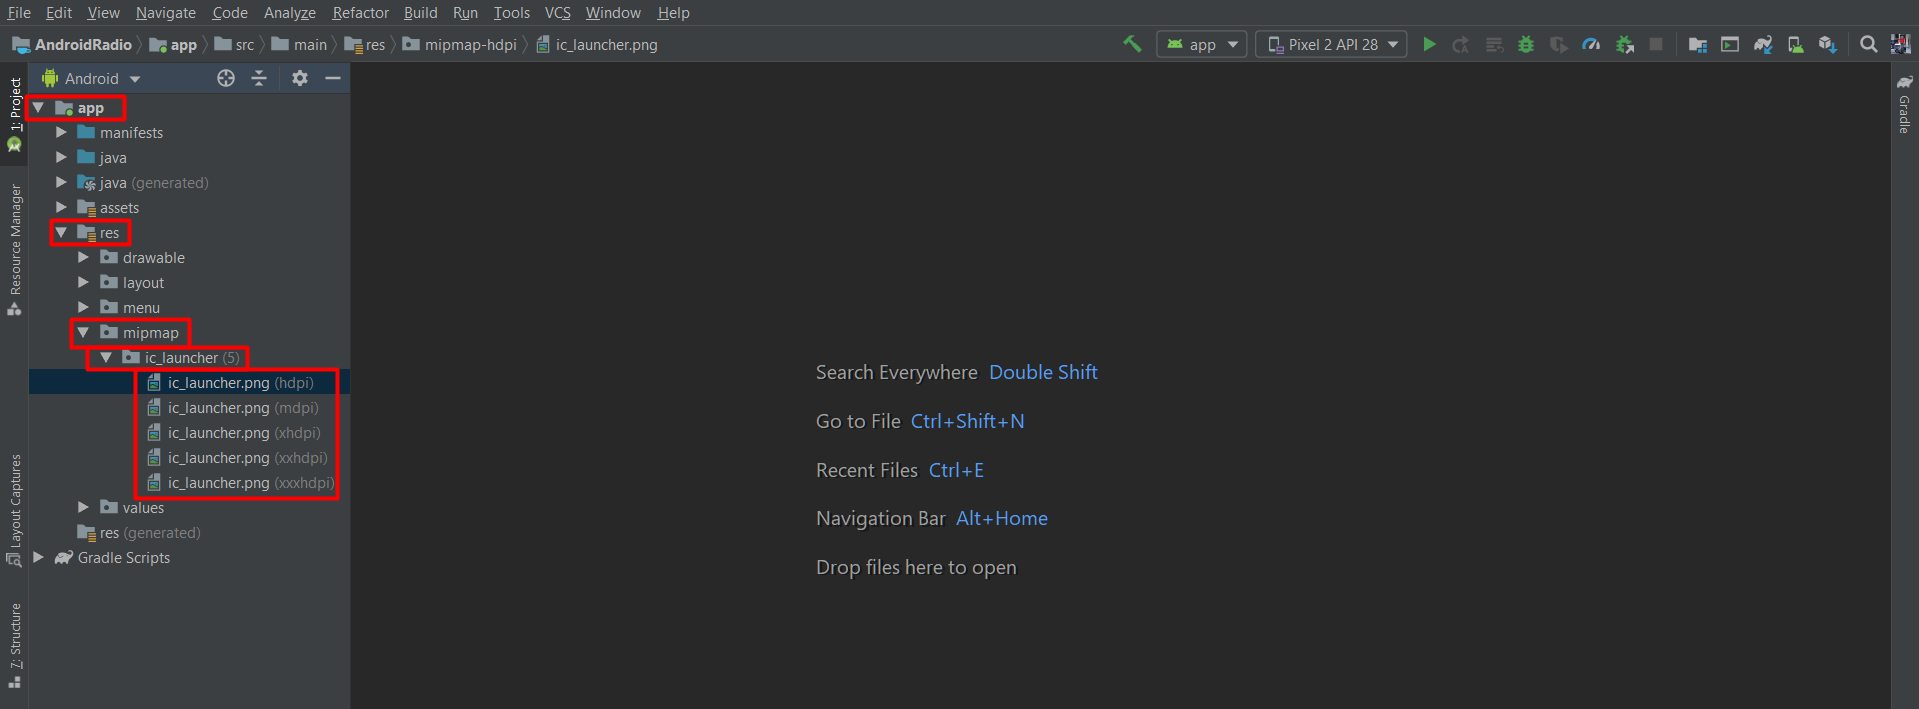 File Edit View Navigate Code Analyze Refactor Build Run Tools VCS Window Help
AndroidRadio app src main res mipmap-hdpi ic_launcher.png app Pixel 2 API 28
1: Project
Resource Manager
Layout Captures
7: Structure
Android
app
manifests
java
java (generated)
assets
res
drawable
layout
menu
mipmap
ic_launcher (5)
ic_launcher.png (hdpi)
ic_launcher.png (mdpi)
ic_launcher.png (xhdpi)
ic_launcher.png (xxhdpi)
ic_launcher.png (xxxhdpi)
values
res (generated)
Gradle Scripts
Search Everywhere Double Shift
Go to File Ctrl+Shift+N
Recent Files Ctrl+E
Navigation Bar Alt+Home
Drop files here to open
Gradle